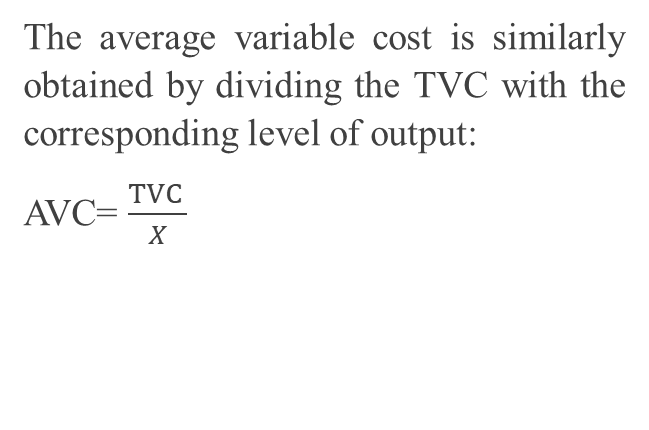 The average variable cost is similarly
obtained by dividing the TVC with the
corresponding level of output:
AVC= TVC/X